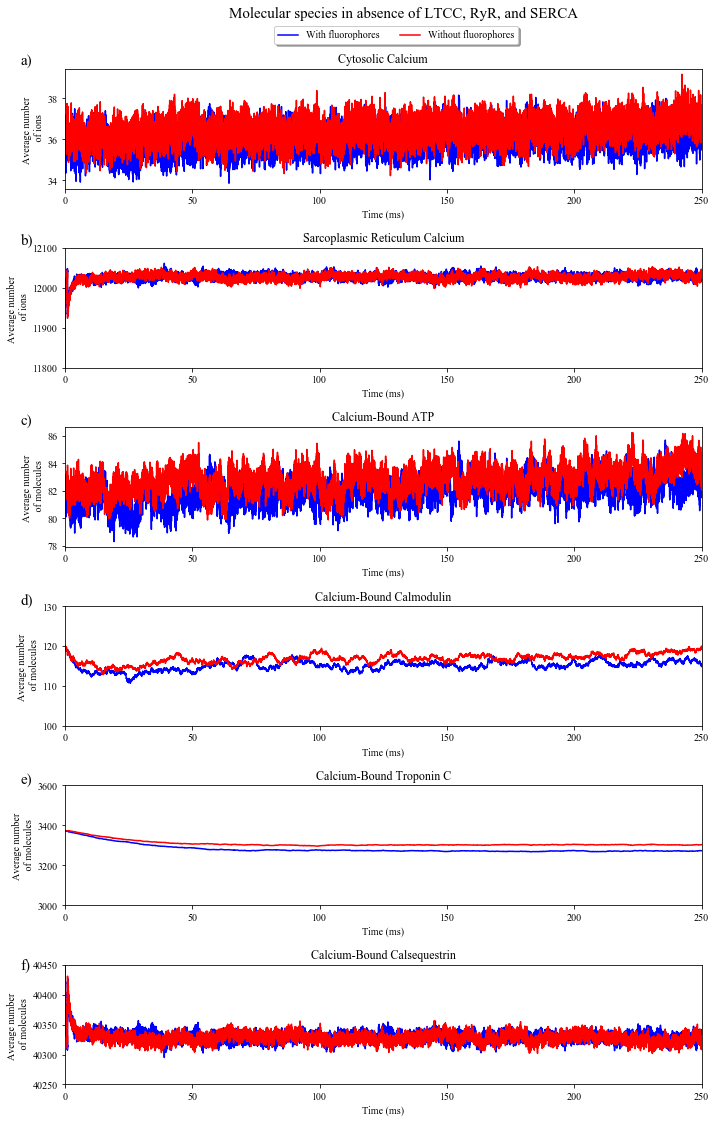 Molecular species in absence of LTCC, RyR, and SERCA
With fluorophores Without fluorophores
a) Cytosolic Calcium
Average number
of ions
38
36
34
0 50 100 150 200 250
Time (ms)
b) Sarcoplasmic Reticulum Calcium
Average number
of ions
12100
12000
11900
11800
0 50 100 150 200 250
Time (ms)
c) Calcium-Bound ATP
Average number
of molecules
86
84
82
80
78
0 50 100 150 200 250
Time (ms)
d) Calcium-Bound Calmodulin
Average number
of molecules
130
120
110
100
0 50 100 150 200 250
Time (ms)
e) Calcium-Bound Troponin C
Average number
of molecules
3600
3400
3200
3000
0 50 100 150 200 250
Time (ms)
f) Calcium-Bound Calsequestrin
Average number
of molecules
40450
40400
40350
40300
40250
0 50 100 150 200 250
Time (ms)